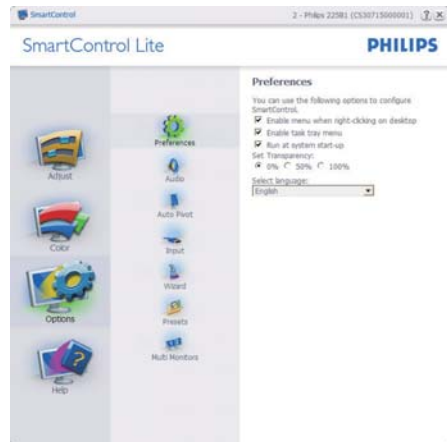 SmartControl
2 - Philips 225B1 (CS30715000001)
SmartControl Lite
PHILIPS
Adjust
Color
Options
Help
Preferences
Audio
Auto Pivot
Input
Wizard
Presets
Multi Monitors
Preferences
You can use the following options to configure
SmartControl.
Enable menu when right-clicking on desktop
Enable task tray menu
Run at system start-up
Set Transparency:
0% 50% 100%
Select language:
English